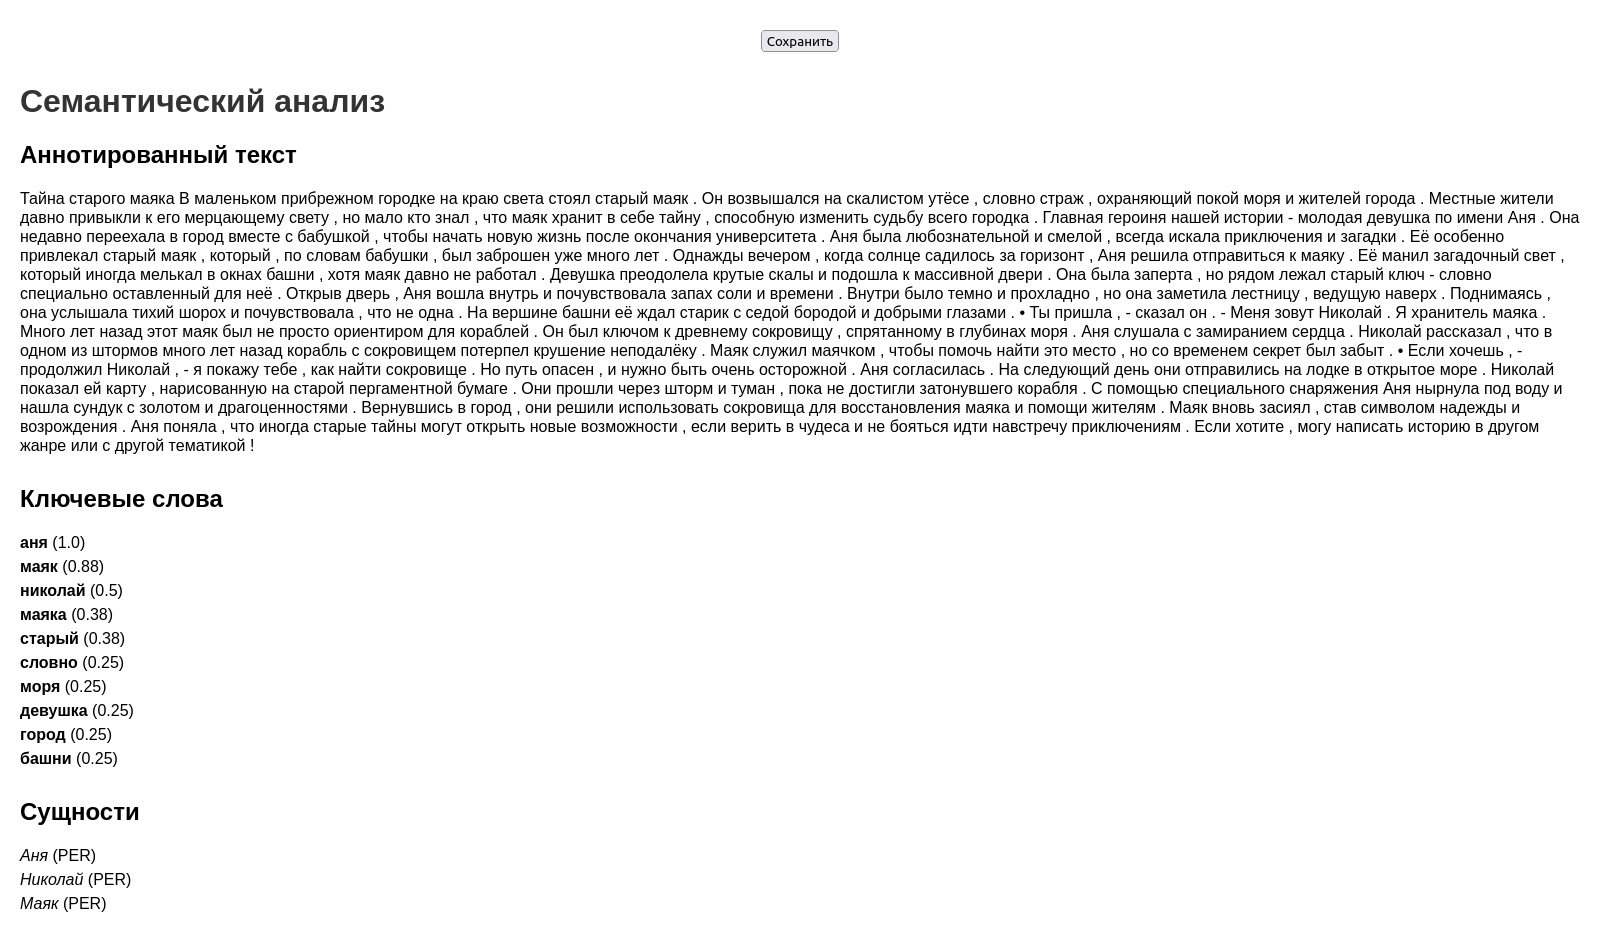 Сохранить
Семантический анализ
Аннотированный текст
Тайна старого маяка В маленьком прибрежном городке на краю света стоял старый маяк . Он возвышался на скалистом утёсе , словно страж , охраняющий покой моря и жителей города . Местные жители
давно привыкли к его мерцающему свету , но мало кто знал , что маяк хранит в себе тайну , способную изменить судьбу всего городка . Главная героиня нашей истории - молодая девушка по имени Аня . Она
недавно переехала в город вместе с бабушкой , чтобы начать новую жизнь после окончания университета . Аня была любознательной и смелой , всегда искала приключения и загадки . Её особенно
привлекал старый маяк , который , по словам бабушки , был заброшен уже много лет . Однажды вечером , когда солнце садилось за горизонт , Аня решила отправиться к маяку . Её манил загадочный свет ,
который иногда мелькал в окнах башни , хотя маяк давно не работал . Девушка преодолела крутые скалы и подошла к массивной двери . Она была заперта , но рядом лежал старый ключ - словно
специально оставленный для неё . Открыв дверь , Аня вошла внутрь и почувствовала запах соли и времени . Внутри было темно и прохладно , но она заметила лестницу , ведущую наверх . Поднимаясь ,
она услышала тихий шорох и почувствовала , что не одна . На вершине башни её ждал старик с седой бородой и добрыми глазами . • Ты пришла , - сказал он . - Меня зовут Николай . Я хранитель маяка .
Много лет назад этот маяк был не просто ориентиром для кораблей . Он был ключом к древнему сокровищу , спрятанному в глубинах моря . Аня слушала с замиранием сердца . Николай рассказал , что в
одном из штормов много лет назад корабль с сокровищем потерпел крушение неподалёку . Маяк служил маячком , чтобы помочь найти это место , но со временем секрет был забыт . • Если хочешь , -
продолжил Николай , - я покажу тебе , как найти сокровище . Но путь опасен , и нужно быть очень осторожной . Аня согласилась . На следующий день они отправились на лодке в открытое море . Николай
показал ей карту , нарисованную на старой пергаментной бумаге . Они прошли через шторм и туман , пока не достигли затонувшего корабля . С помощью специального снаряжения Аня нырнула под воду и
нашла сундук с золотом и драгоценностями . Вернувшись в город , они решили использовать сокровища для восстановления маяка и помощи жителям . Маяк вновь засиял , став символом надежды и
возрождения . Аня поняла , что иногда старые тайны могут открыть новые возможности , если верить в чудеса и не бояться идти навстречу приключениям . Если хотите , могу написать историю в другом
жанре или с другой тематикой !
Ключевые слова
аня (1.0)
маяк (0.88)
николай (0.5)
маяка (0.38)
старый (0.38)
словно (0.25)
моря (0.25)
девушка (0.25)
город (0.25)
башни (0.25)
Сущности
Аня (PER)
Николай (PER)
Маяк (PER)